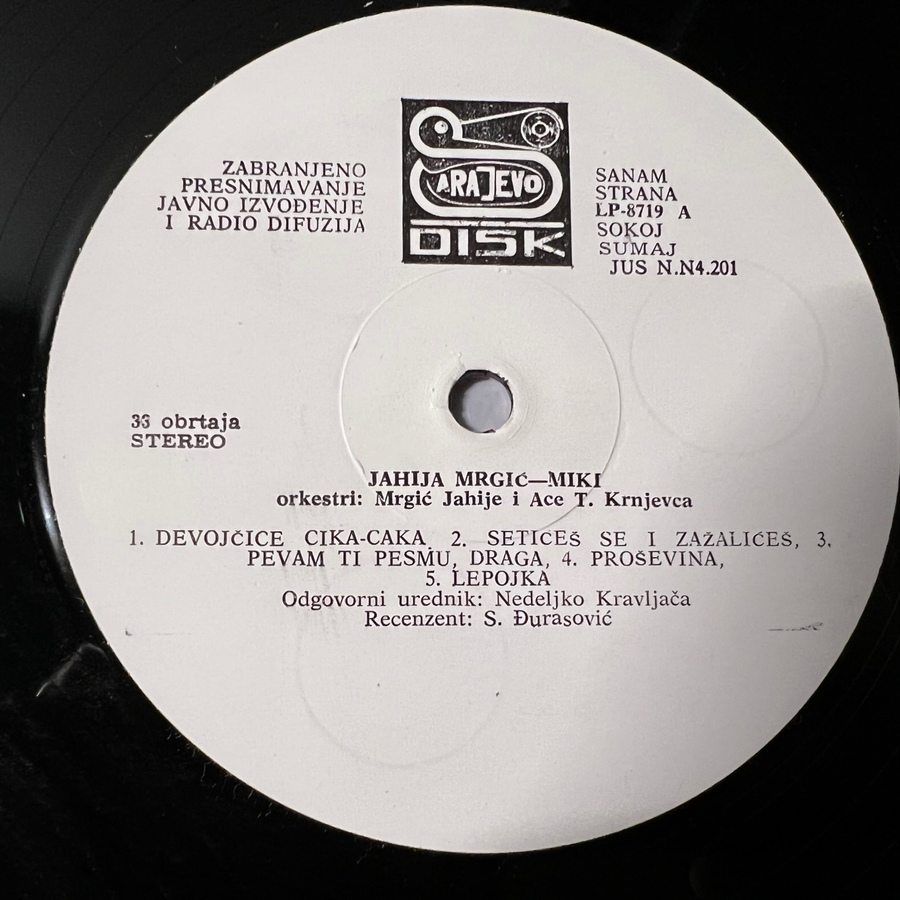 ZABRANJENO
PRESNIMAVANJE
JAVNO IZVOĐENJE
I RADIO DIFUZIJA
SARAJEVO
DISK
SANAM
STRANA
LP-8719 A
SOKOJ
SUMAJ
JUS N.N4.201
33 obrtaja
STEREO
JAHIJA MRGIĆ—MIKI
orkestri: Mrgić Jahije i Ace T. Krnjevca
1. DEVOJČICE CIKA-CAKA, 2. SETIĆEŠ SE I ZAŽALIĆEŠ, 3.
PEVAM TI PESMU, DRAGA, 4. PROŠEVINA,
5. LEPOJKA
Odgovorni urednik: Nedeljko Kravljača
Recenzent: S. Đurasović